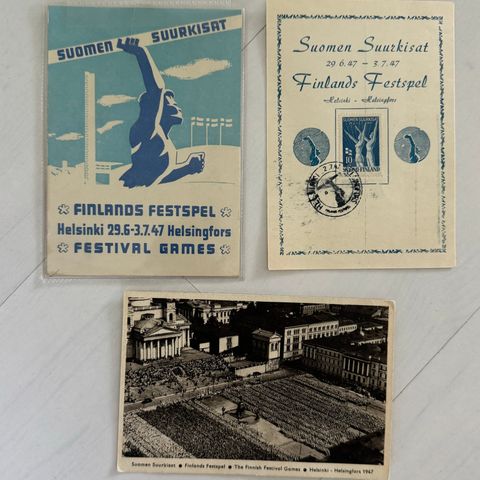 SUOMEN SUURKISAT
FINLANDS FESTSPEL
Helsinki 29.6-3.7.47 Helsingfors
FESTIVAL GAMES
Suomen Suurkisat
29.6.47 – 3.7.47
Finlands Festspel
Helsinki - Helsingfors
SUOMEN SUURKISAT
10
SUOMI FINLAND
Suomen Suurkisat ● Finlands Festspel ● The Finnish Festival Games ● Helsinki - Helsingfors 1947